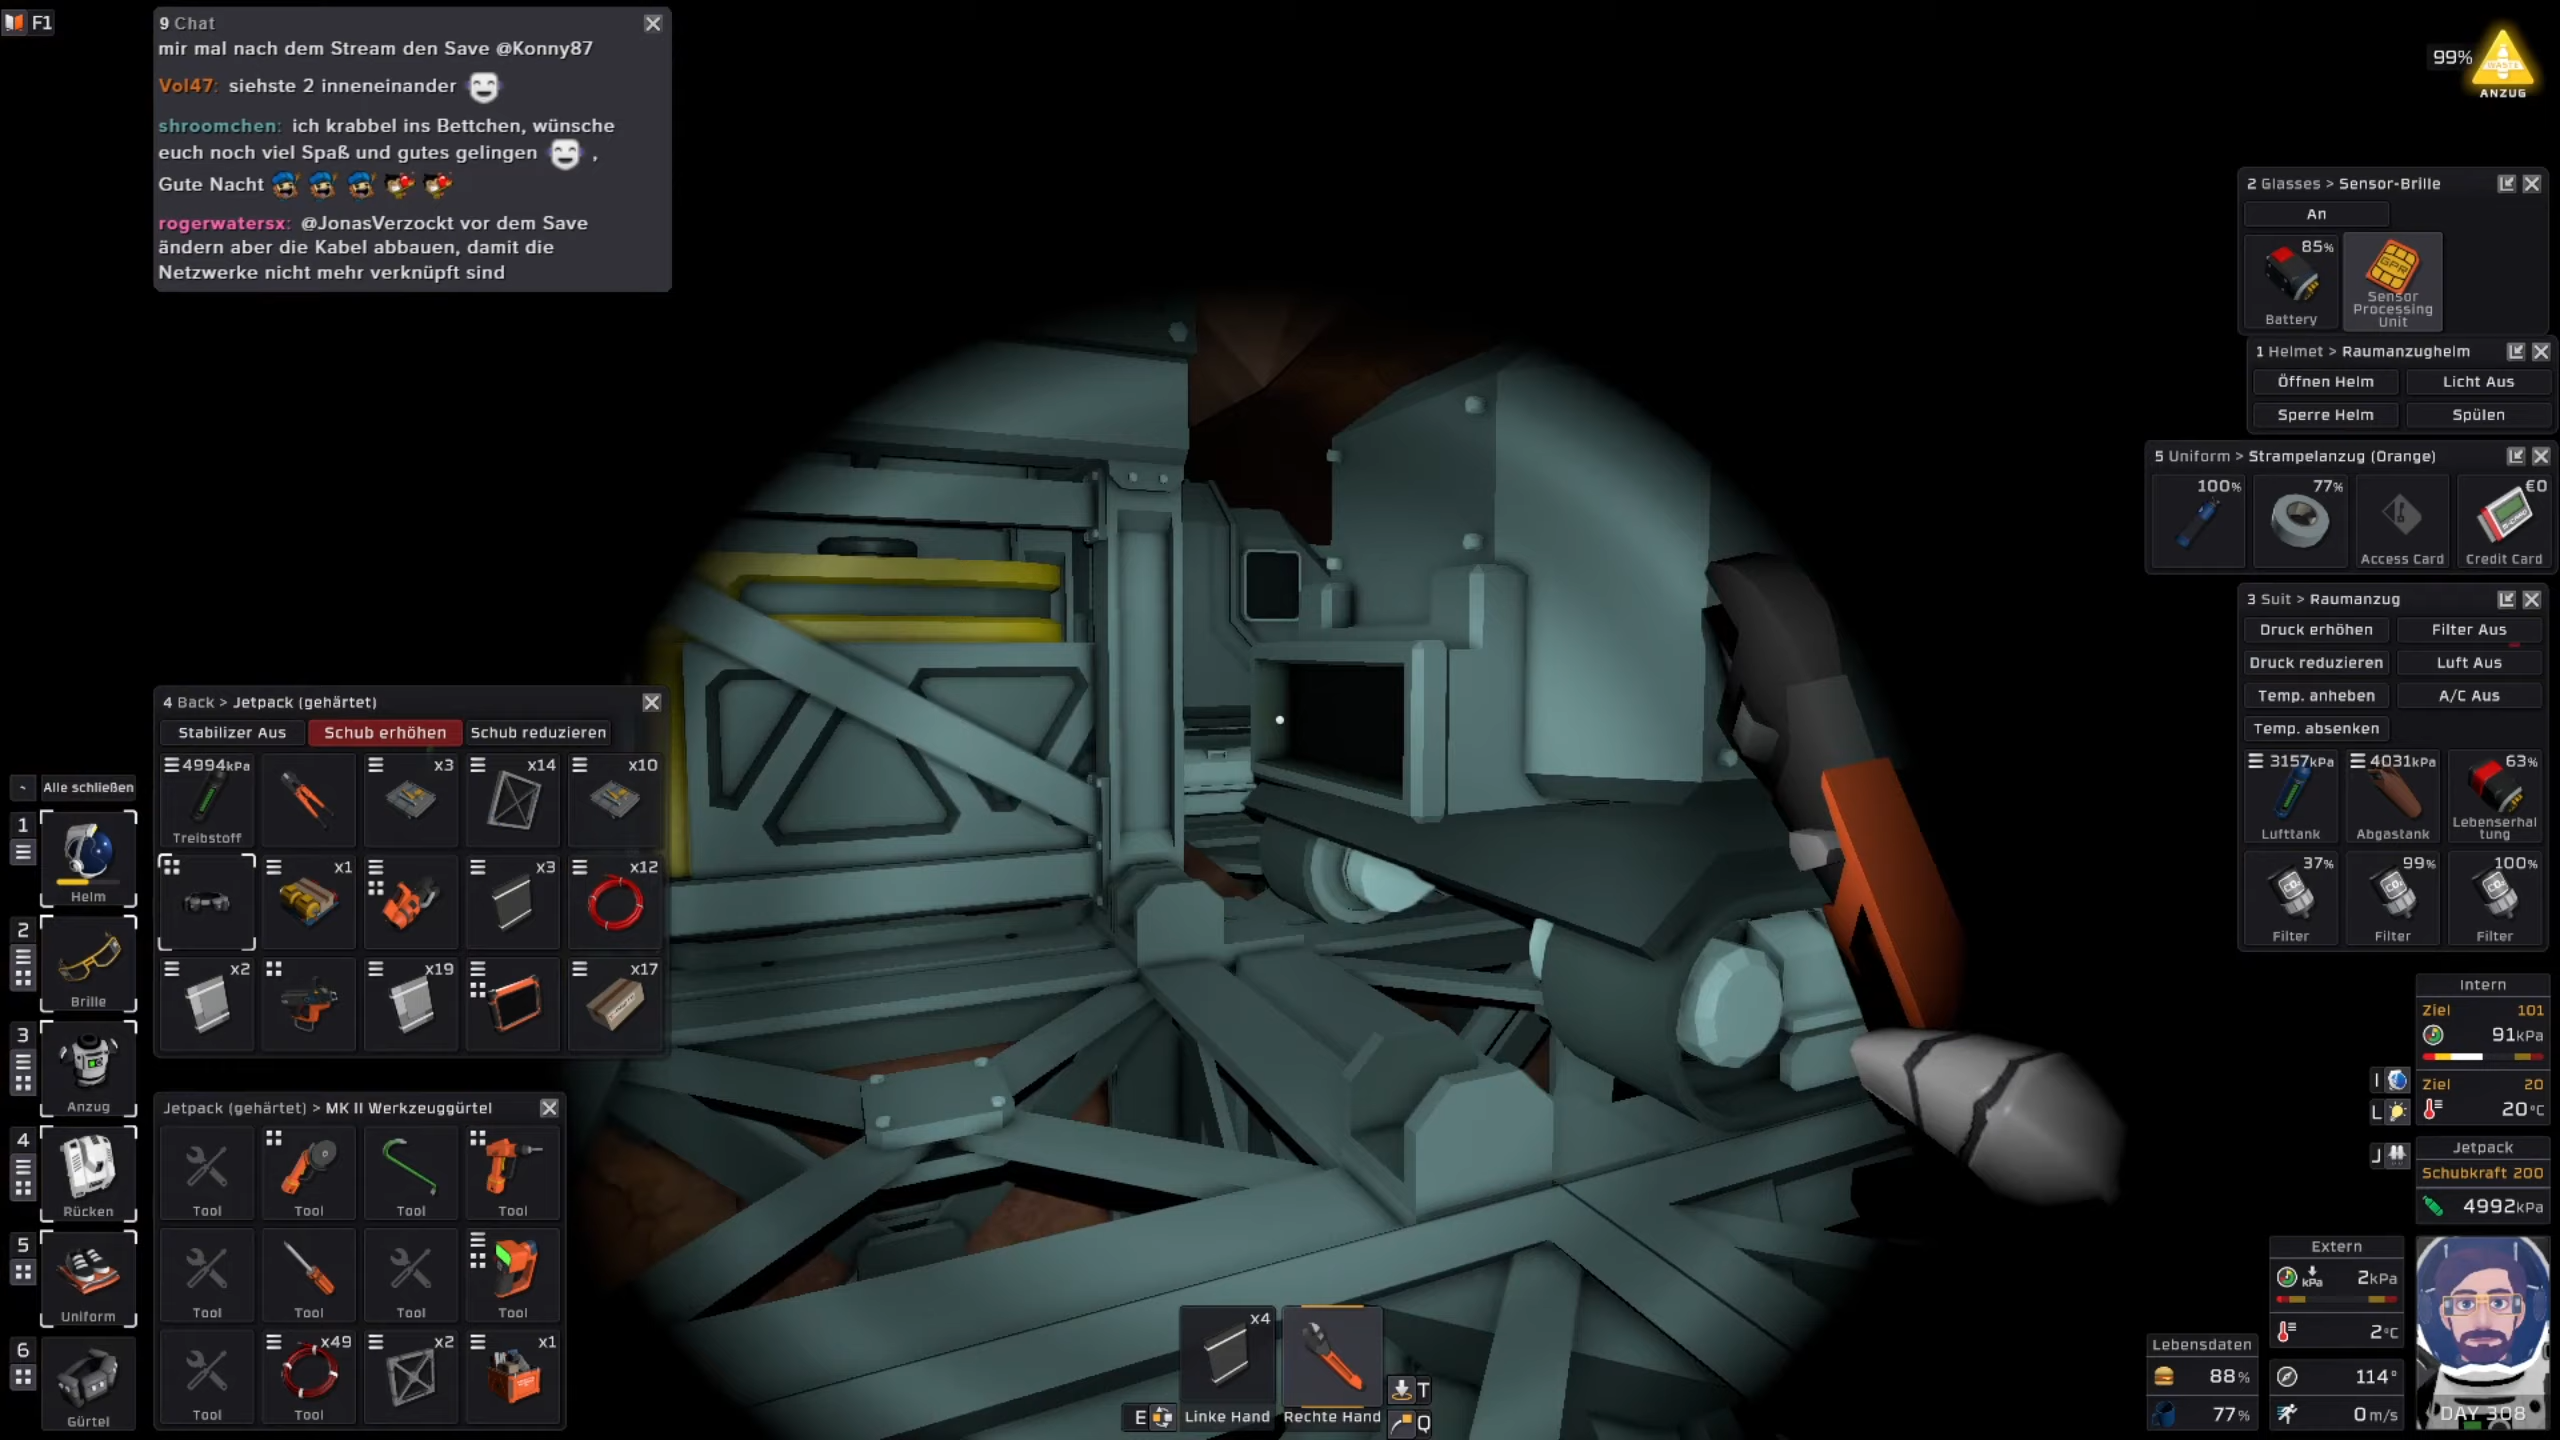 F1
9 Chat
mir mal nach dem Stream den Save @Konny87
Vol47: siehste 2 inneneinander
shroomchen: ich krabbel ins Bettchen, wünsche
euch noch viel Spaß und gutes gelingen ,
Gute Nacht
rogerwatersx: @JonasVerzockt vor dem Save
ändern aber die Kabel abbauen, damit die
Netzwerke nicht mehr verknüpft sind
99%
WASTE
ANZUG
2 Glasses > Sensor-Brille
An
85%
Battery
GPR
Sensor
Processing
Unit
1 Helmet > Raumanzughelm
Öffnen Helm
Licht Aus
Sperre Helm
Spülen
5 Uniform > Strampelanzug (Orange)
100%
77%
€0
Access Card
Credit Card
3 Suit > Raumanzug
Druck erhöhen
Filter Aus
Druck reduzieren
Luft Aus
Temp. anheben
A/C Aus
Temp. absenken
3157kPa
4031kPa
63%
Lufttank
Abgastank
Lebenserhal
tung
37%
99%
100%
Filter
Filter
Filter
4 Back > Jetpack (gehärtet)
Stabilizer Aus
Schub erhöhen
Schub reduzieren
4994kPa
x3
x14
x10
Treibstoff
x1
x3
x12
x2
x19
x17
~
Alle schließen
1
Helm
2
Brille
3
Anzug
4
Rücken
5
Uniform
6
Gürtel
Jetpack (gehärtet) > MK II Werkzeuggürtel
Tool
Tool
Tool
Tool
Tool
Tool
Tool
Tool
x49
x2
x1
Tool
Tool
x4
E
Linke Hand
Rechte Hand
T
Q
Intern
Ziel 101
91kPa
Ziel 20
20°C
I
L
Jetpack
Schubkraft 200
J
4992kPa
Extern
kPa
2kPa
2°C
Lebensdaten
88%
114°
77%
0m/s
DAY 308